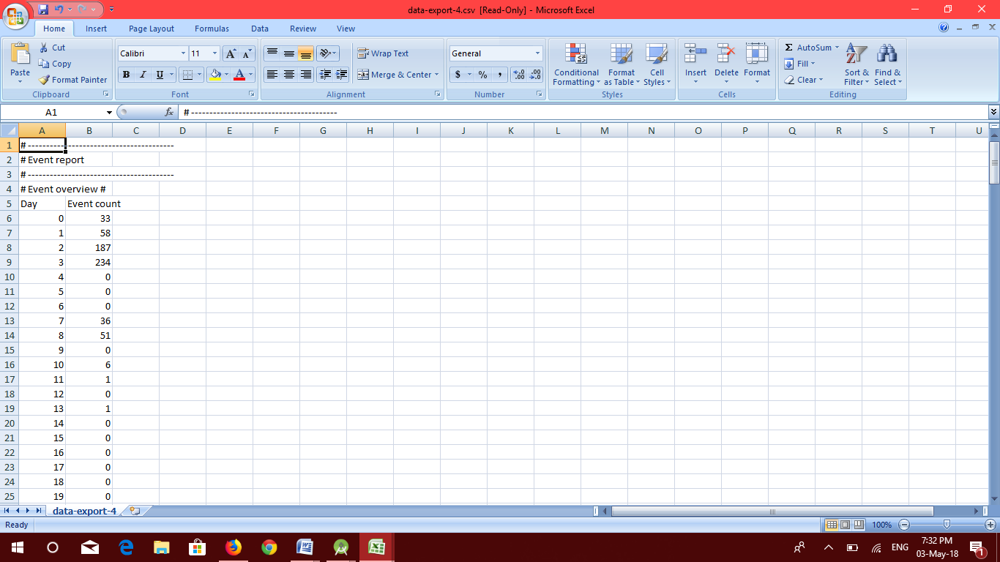 data-export-4.csv [Read-Only] - Microsoft Excel
Home Insert Page Layout Formulas Data Review View
Paste Cut Copy Format Painter
Clipboard
Calibri 11
B I U A
Font
Wrap Text
Merge & Center
Alignment
General
$ % ,
Number
Conditional Formatting Format as Table Cell Styles
Styles
Insert Delete Format
Cells
Σ AutoSum Fill Clear Sort & Filter Find & Select
Editing
A1 fx # ----------------------------------------
A B C D E F G H I J K L M N O P Q R S T U
1 # ----------------------------------------
2 # Event report
3 # ----------------------------------------
4 # Event overview #
5 Day Event count
6 0 33
7 1 58
8 2 187
9 3 234
10 4 0
11 5 0
12 6 0
13 7 36
14 8 51
15 9 0
16 10 6
17 11 1
18 12 0
19 13 1
20 14 0
21 15 0
22 16 0
23 17 0
24 18 0
25 19 0
data-export-4
Ready 100%
ENG 7:32 PM
03-May-18 1